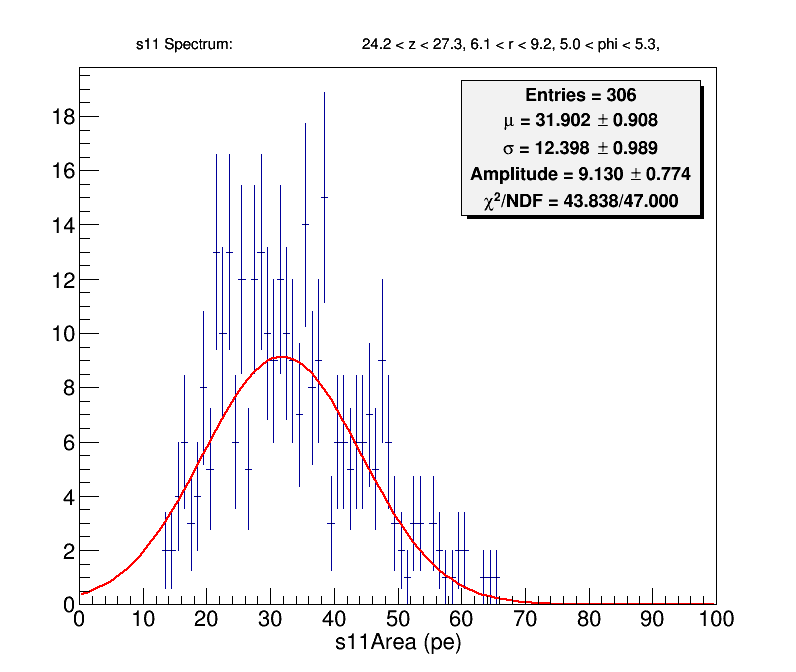 s11 Spectrum: 24.2 < z < 27.3, 6.1 < r < 9.2, 5.0 < phi < 5.3,
Entries = 306
μ = 31.902 ± 0.908
σ = 12.398 ± 0.989
Amplitude = 9.130 ± 0.774
χ²/NDF = 43.838/47.000
18
16
14
12
10
8
6
4
2
0
0 10 20 30 40 50 60 70 80 90 100
s11Area (pe)